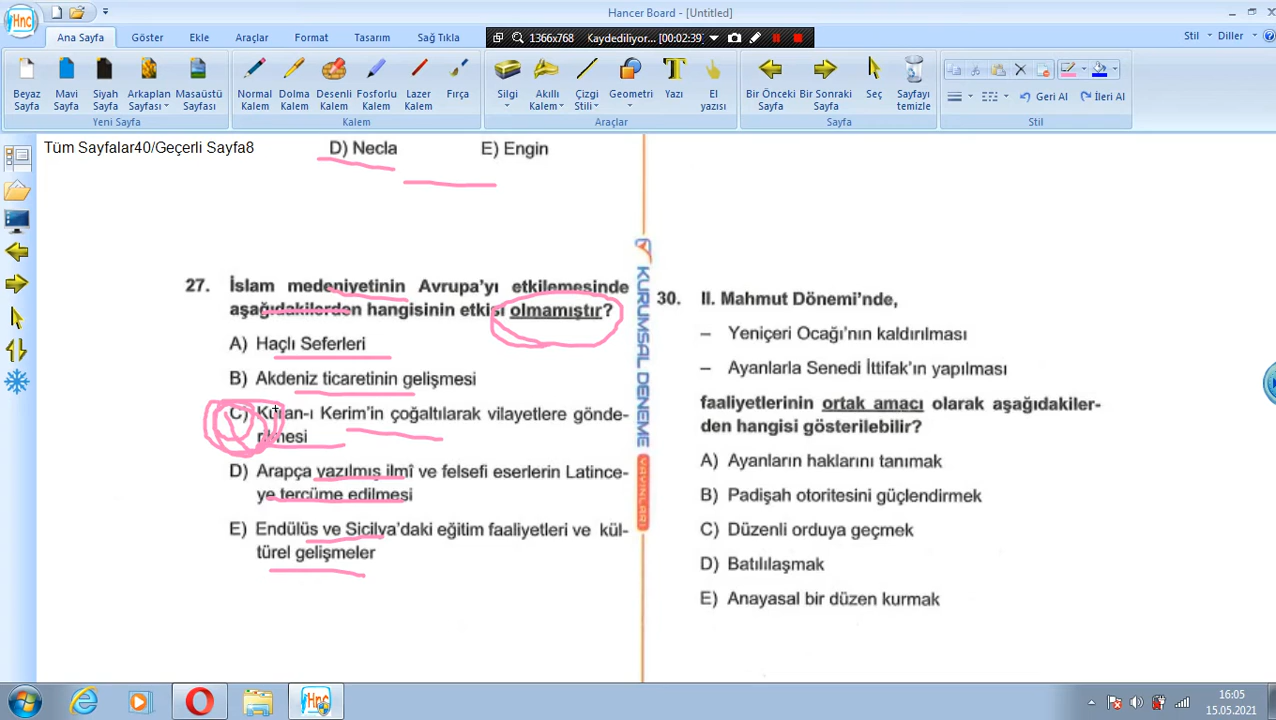 Hnc
Hancer Board - [Untitled]
Ana Sayfa
Göster
Ekle
Araçlar
Format
Tasarım
Sağ Tıkla
1366x768
Kaydediliyor... [00:02:39]
Stil
Diller
Beyaz Sayfa
Mavi Sayfa
Siyah Sayfa
Arkaplan Sayfası
Masaüstü Sayfası
Normal Kalem
Dolma Kalem
Desenli Kalem
Fosforlu Kalem
Lazer Kalem
Fırça
Silgi
Akıllı Kalem
Çizgi Stili
Geometri
Yazı
El yazısı
Bir Önceki Sayfa
Bir Sonraki Sayfa
Seç
Sayfayı temizle
Geri Al
İleri Al
Yeni Sayfa
Kalem
Araçlar
Sayfa
Stil
Tüm Sayfalar40/Geçerli Sayfa8
D) Necla
E) Engin
27. İslam medeniyetinin Avrupa'yı etkilemesinde
aşağıdakilerden hangisinin etkisi olmamıştır?
A) Haçlı Seferleri
B) Akdeniz ticaretinin gelişmesi
C) Kur'an-ı Kerim'in çoğaltılarak vilayetlere gönde-
rilmesi
D) Arapça yazılmış ilmî ve felsefi eserlerin Latince-
ye tercüme edilmesi
E) Endülüs ve Sicilya'daki eğitim faaliyetleri ve kül-
türel gelişmeler
KURUMSAL DENEME
YAYINLARI
30. II. Mahmut Dönemi'nde,
– Yeniçeri Ocağı'nın kaldırılması
– Ayanlarla Senedi İttifak'ın yapılması
faaliyetlerinin ortak amacı olarak aşağıdakiler-
den hangisi gösterilebilir?
A) Ayanların haklarını tanımak
B) Padişah otoritesini güçlendirmek
C) Düzenli orduya geçmek
D) Batılılaşmak
E) Anayasal bir düzen kurmak
Hnc
16:05
15.05.2021